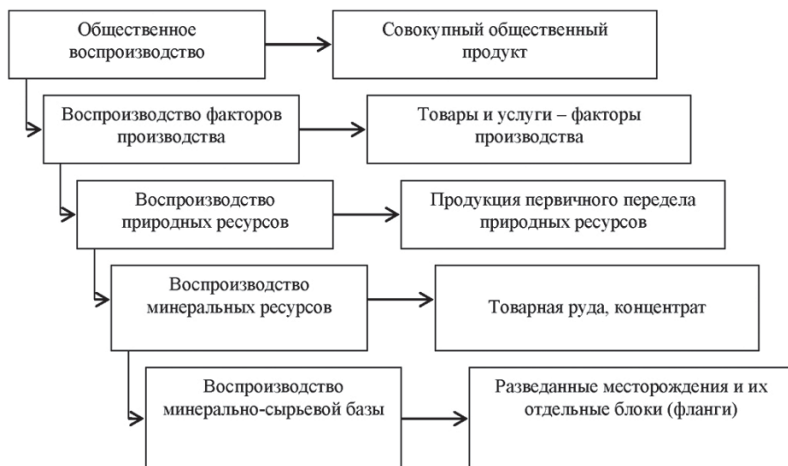 Общественное
воспроизводство
Совокупный общественный
продукт
Воспроизводство факторов
производства
Товары и услуги – факторы
производства
Воспроизводство
природных ресурсов
Продукция первичного передела
природных ресурсов
Воспроизводство
минеральных ресурсов
Товарная руда, концентрат
Воспроизводство
минерально-сырьевой базы
Разведанные месторождения и их
отдельные блоки (фланги)